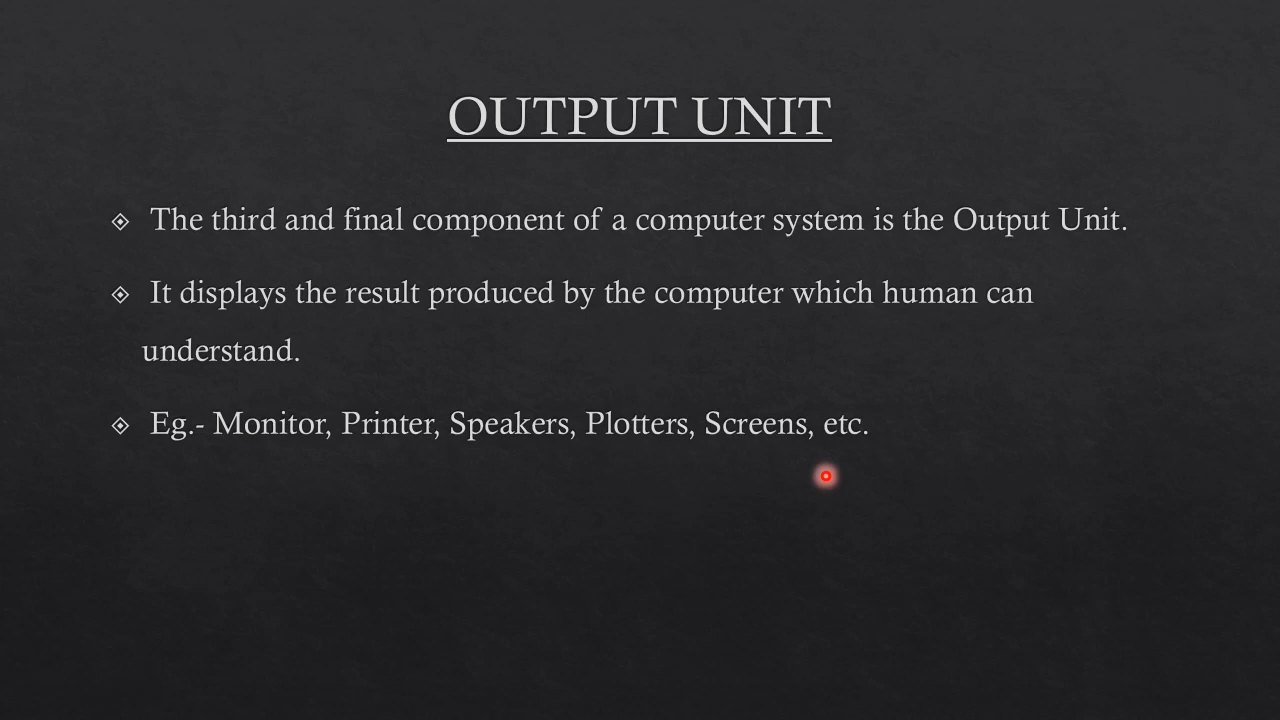 OUTPUT UNIT
The third and final component of a computer system is the Output Unit.
It displays the result produced by the computer which human can
understand.
Eg.- Monitor, Printer, Speakers, Plotters, Screens, etc.